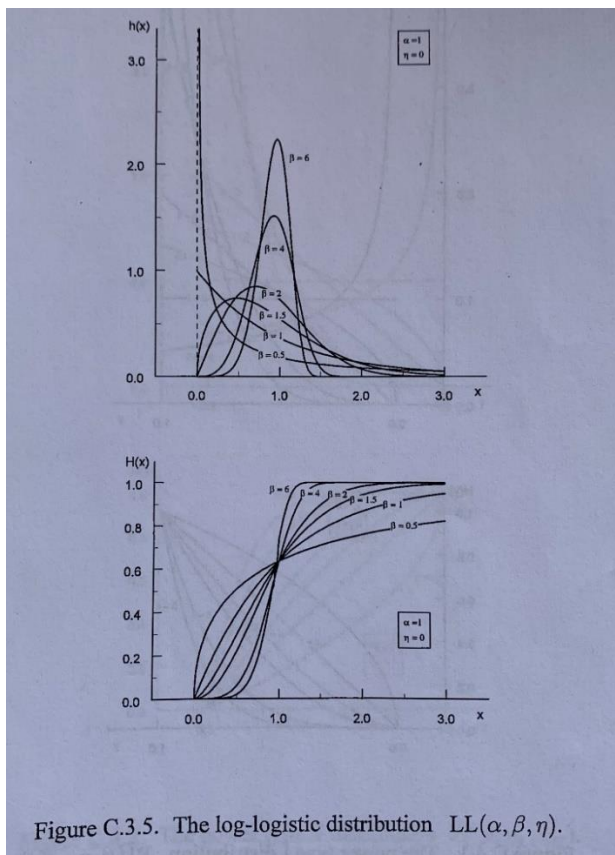 h(x)
α=1
η=0
3.0
2.0
β=6
β=4
1.0
β=2
β=1.5
β=1
β=0.5
0.0
0.0 1.0 2.0 3.0 x
H(x)
1.0
β=6 β=4 β=2 β=1.5 β=1
β=0.5
0.8
0.6
0.4
α=1
η=0
0.2
0.0
0.0 1.0 2.0 3.0 x
Figure C.3.5. The log-logistic distribution LL(α, β, η).